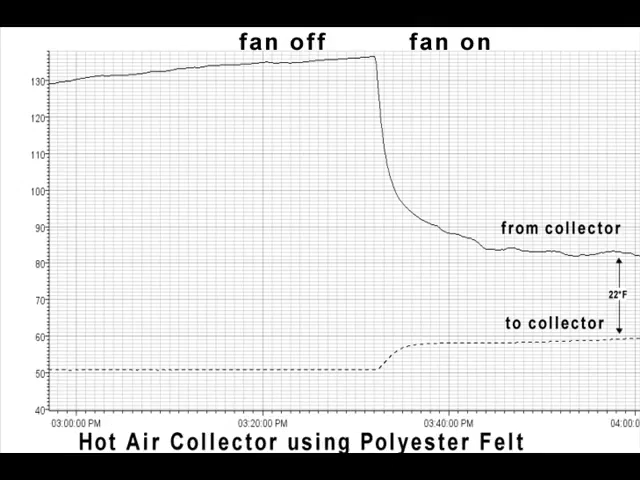 fan off fan on
130
120
110
100
90
80
70
60
50
40
from collector
22°F
to collector
03:00:00 PM 03:20:00 PM 03:40:00 PM 04:00:0
Hot Air Collector using Polyester Felt